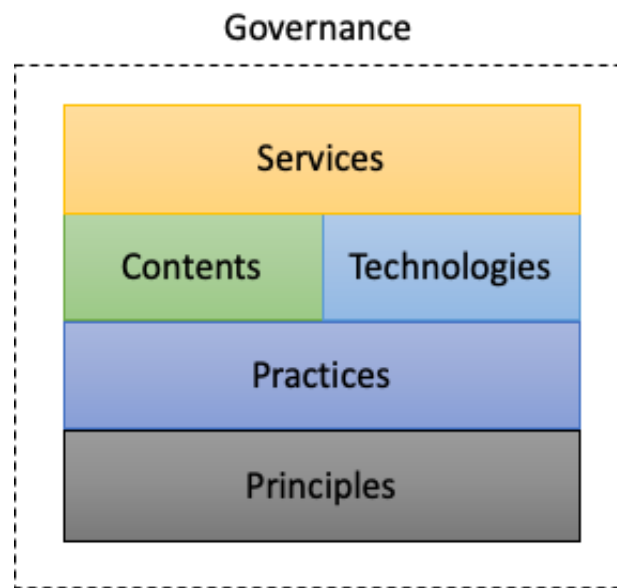 Governance
Services
Contents Technologies
Practices
Principles